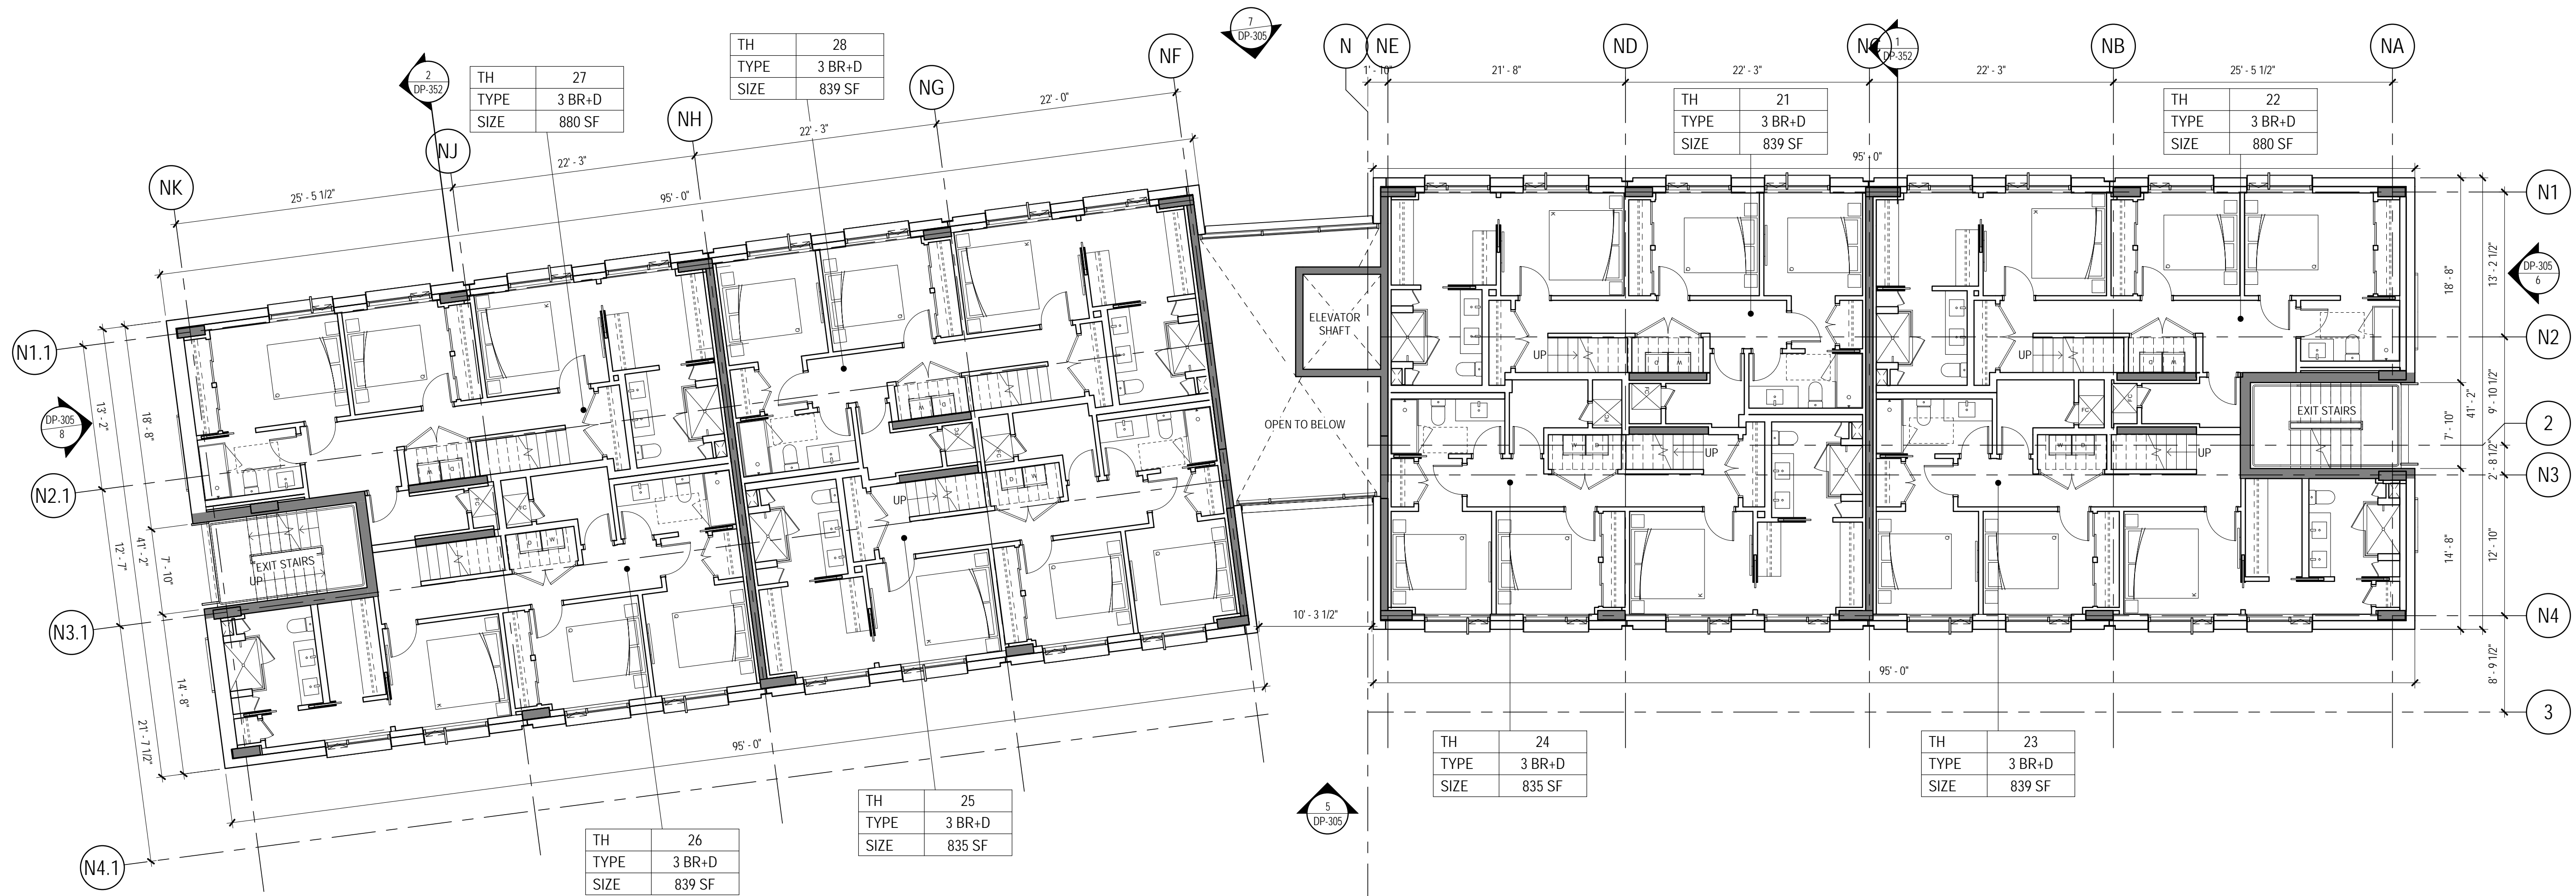 7
DP-305
N
NE
ND
NC
1
DP-352
NB
NA
1' - 10"
21' - 8"
22' - 3"
22' - 3"
25' - 5 1/2"
TH 28
TYPE 3 BR+D
SIZE 839 SF
NF
2
DP-352
TH 27
TYPE 3 BR+D
SIZE 880 SF
NG
22' - 0"
TH 21
TYPE 3 BR+D
SIZE 839 SF
TH 22
TYPE 3 BR+D
SIZE 880 SF
NH
22' - 3"
NJ
22' - 3"
95' - 0"
NK
25' - 5 1/2"
95' - 0"
N1
18' - 8"
13' - 2 1/2"
DP-305
6
ELEVATOR
SHAFT
N1.1
N2
UP
D W
UP
D W
13' - 2"
18' - 8"
DP-305
8
W D
W D
FC
FC
FC
FC
EXIT STAIRS
9' - 10 1/2"
7' - 10"
41' - 2"
2
OPEN TO BELOW
W D
UP
W D
UP
2' - 8 1/2"
N3
N2.1
FC
FC
FC
FC
UP
D W
D W
EXIT STAIRS
UP
7' - 10"
41' - 2"
12' - 7"
14' - 8"
12' - 10"
N3.1
10' - 3 1/2"
N4
95' - 0"
8' - 9 1/2"
14' - 8"
21' - 7 1/2"
3
95' - 0"
TH 24
TYPE 3 BR+D
SIZE 835 SF
TH 23
TYPE 3 BR+D
SIZE 839 SF
TH 25
TYPE 3 BR+D
SIZE 835 SF
5
DP-305
TH 26
TYPE 3 BR+D
SIZE 839 SF
N4.1